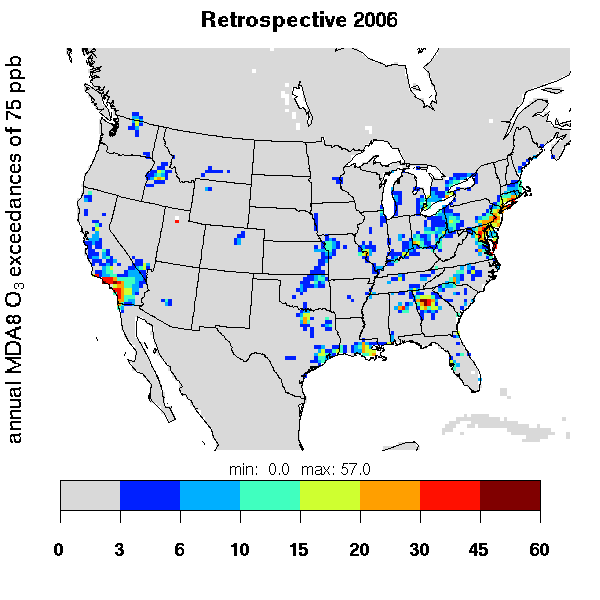 Retrospective 2006
annual MDA8 O3 exceedances of 75 ppb
min: 0.0 max: 57.0
0 3 6 10 15 20 30 45 60